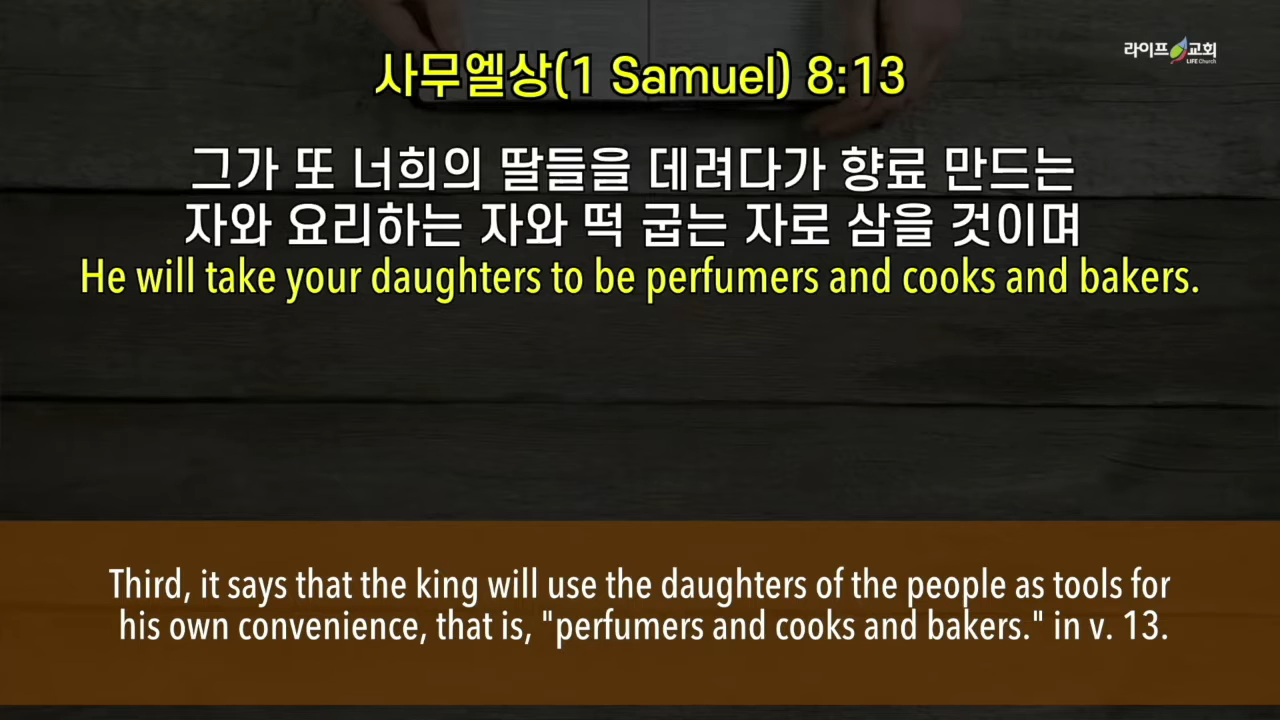 라이프 교회
LIFE Church
사무엘상(1 Samuel) 8:13
그가 또 너희의 딸들을 데려다가 향료 만드는
자와 요리하는 자와 떡 굽는 자로 삼을 것이며
He will take your daughters to be perfumers and cooks and bakers.
Third, it says that the king will use the daughters of the people as tools for
his own convenience, that is, "perfumers and cooks and bakers." in v. 13.